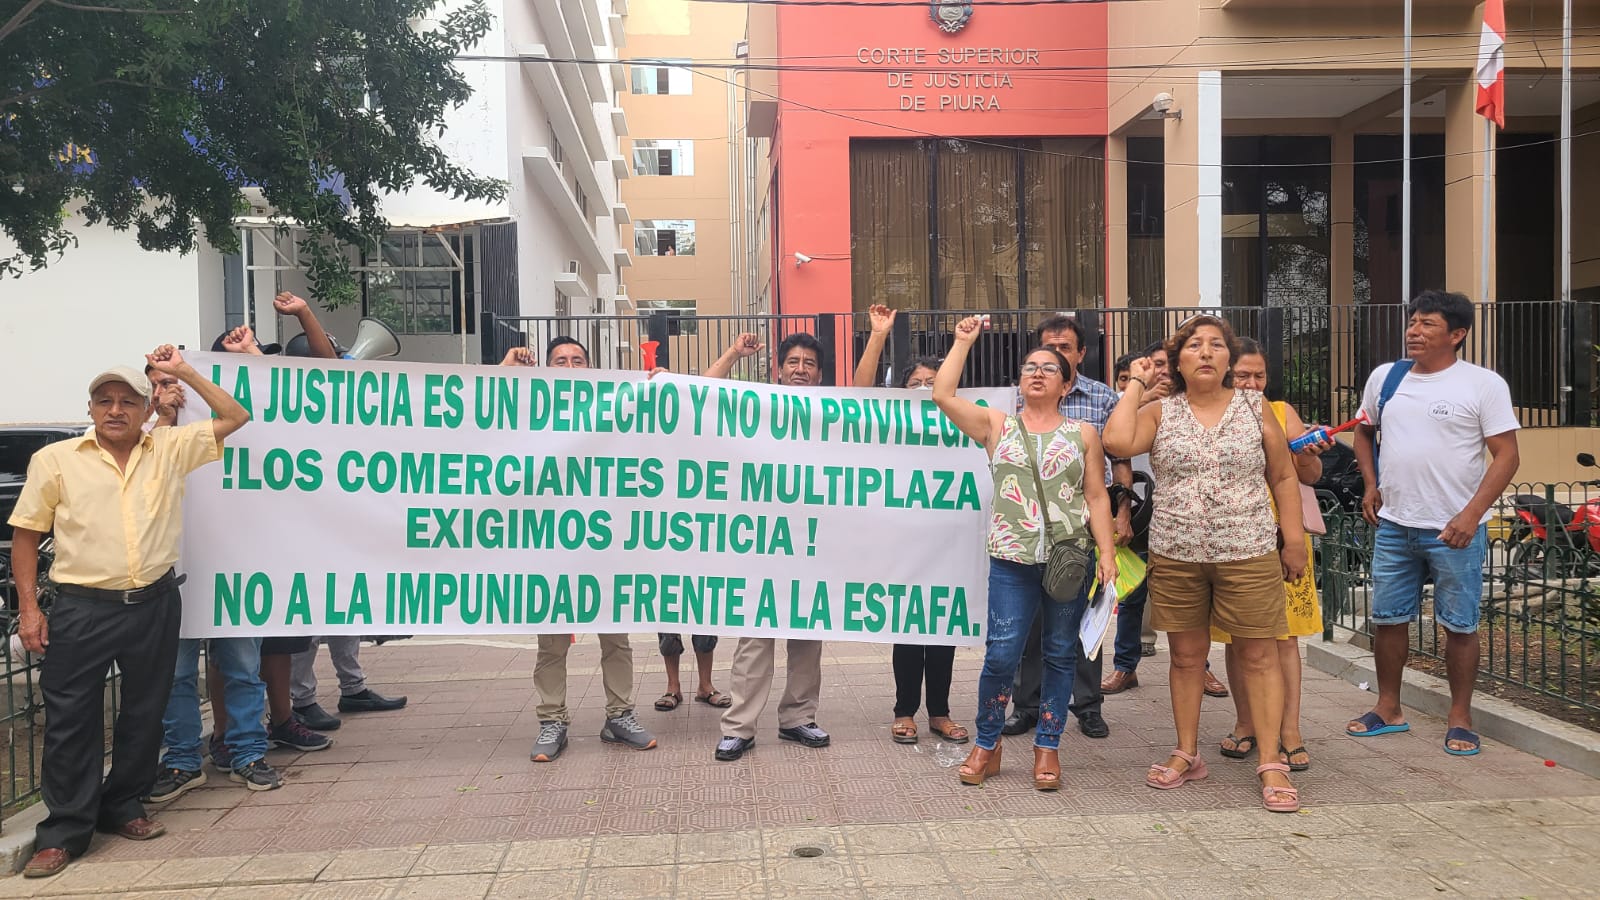 CORTE SUPERIOR
DE JUSTICIA
DE PIURA
LA JUSTICIA ES UN DERECHO Y NO UN PRIVILEGIO
!LOS COMERCIANTES DE MULTIPLAZA
EXIGIMOS JUSTICIA !
NO A LA IMPUNIDAD FRENTE A LA ESTAFA.